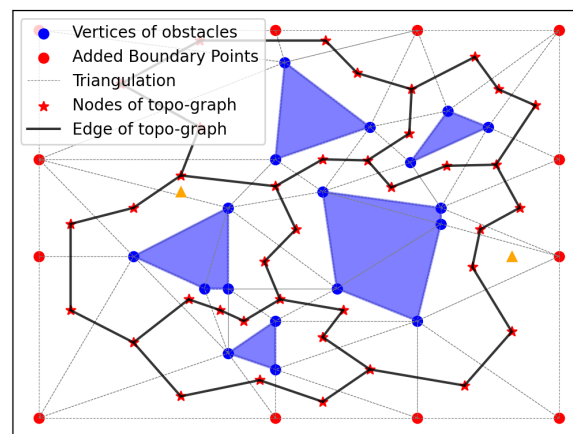 Vertices of obstacles
Added Boundary Points
Triangulation
Nodes of topo-graph
Edge of topo-graph